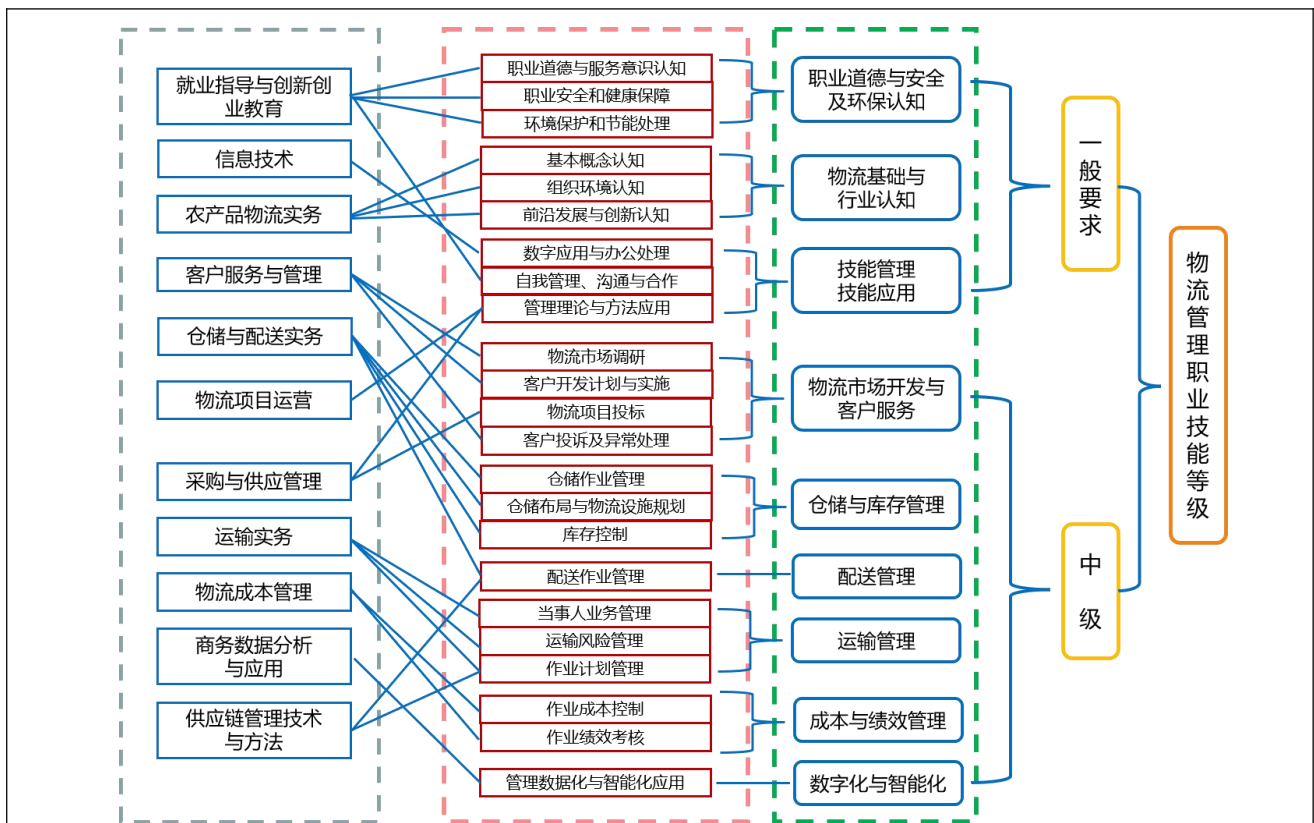 就业指导与创新创
业教育
信息技术
农产品物流实务
客户服务与管理
仓储与配送实务
物流项目运营
采购与供应管理
运输实务
物流成本管理
商务数据分析
与应用
供应链管理技术
与方法
职业道德与服务意识认知
职业安全和健康保障
环境保护和节能处理
基本概念认知
组织环境认知
前沿发展与创新认知
数字应用与办公处理
自我管理、沟通与合作
管理理论与方法应用
物流市场调研
客户开发计划与实施
物流项目投标
客户投诉及异常处理
仓储作业管理
仓储布局与物流设施规划
库存控制
配送作业管理
当事人业务管理
运输风险管理
作业计划管理
作业成本控制
作业绩效考核
管理数据化与智能化应用
职业道德与安全
及环保认知
物流基础与
行业认知
技能管理
技能应用
物流市场开发与
客户服务
仓储与库存管理
配送管理
运输管理
成本与绩效管理
数字化与智能化
一般要求
中级
物流管理职业技能等级